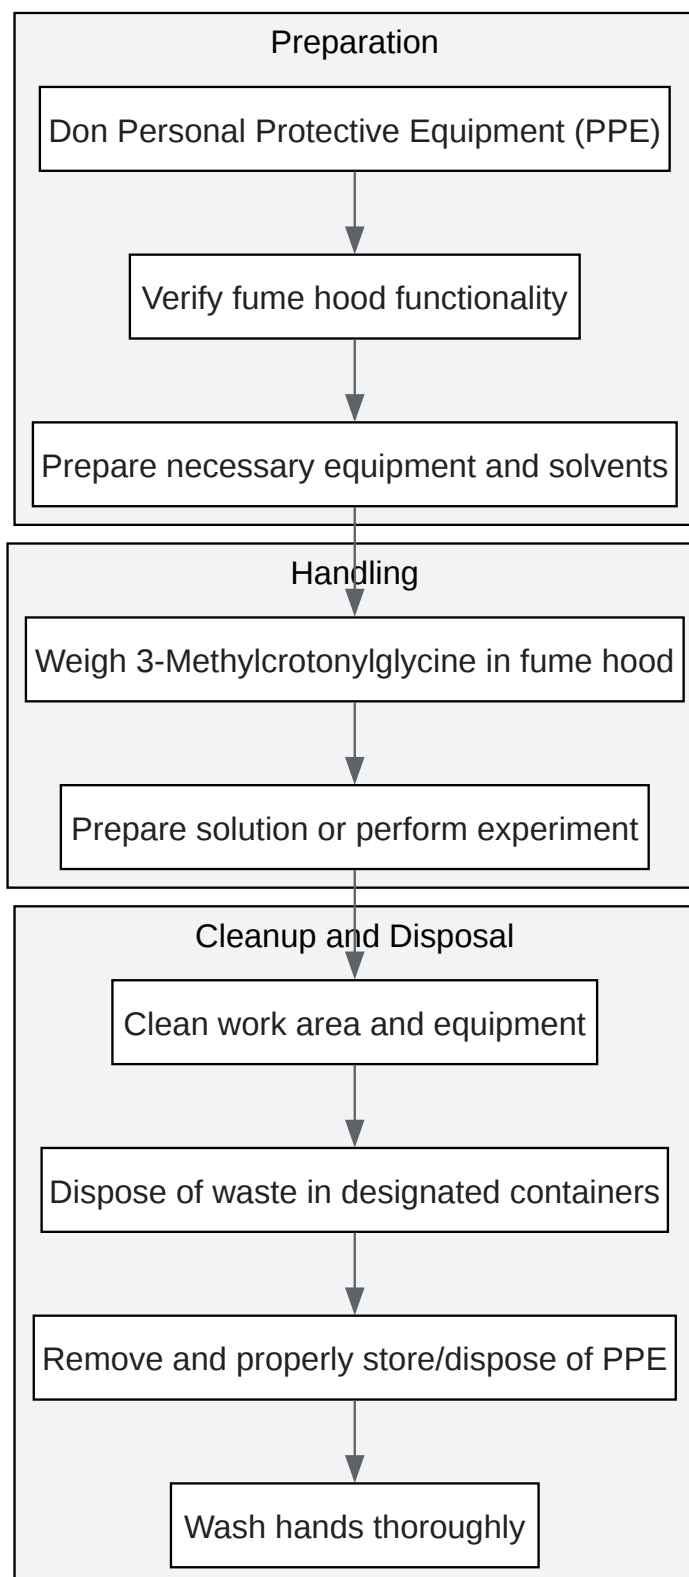 Preparation
Don Personal Protective Equipment (PPE)
Verify fume hood functionality
Prepare necessary equipment and solvents
Handling
Weigh 3-Methylcrotonylglycine in fume hood
Prepare solution or perform experiment
Cleanup and Disposal
Clean work area and equipment
Dispose of waste in designated containers
Remove and properly store/dispose of PPE
Wash hands thoroughly